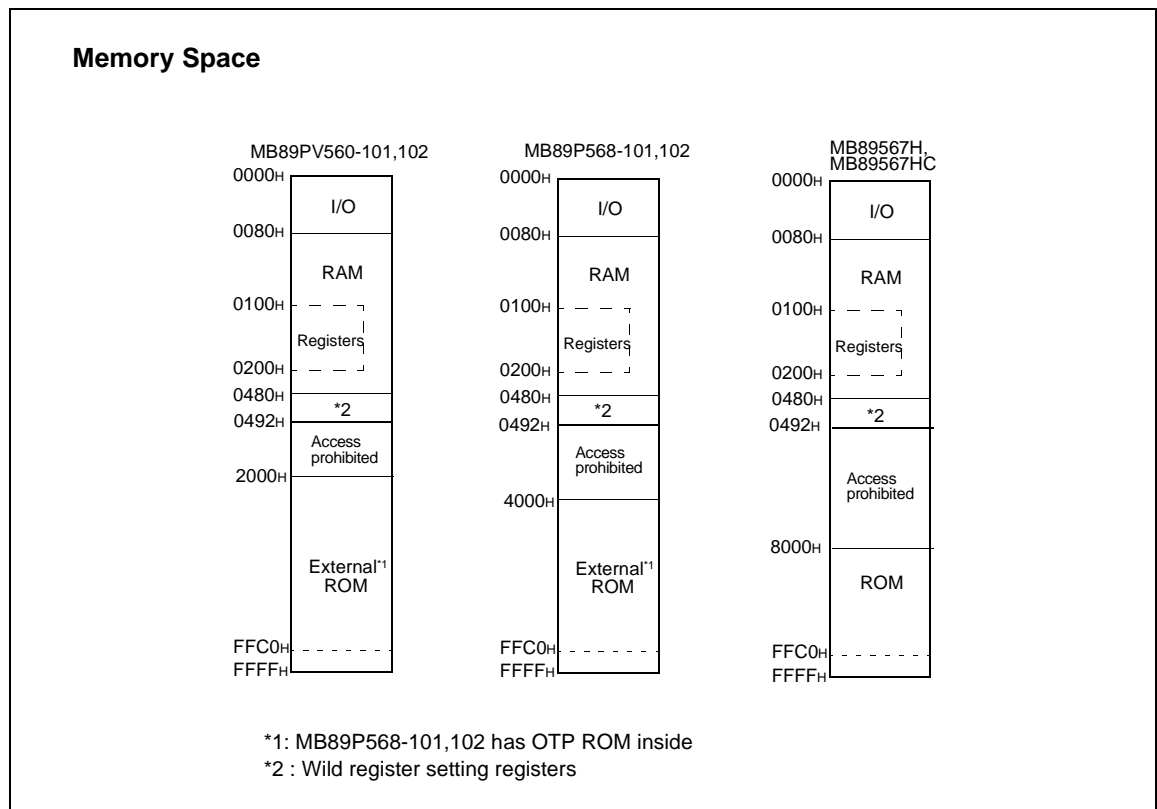 Memory Space
MB89PV560-101,102
0000H
I/O
0080H
RAM
0100H
Registers
0200H
0480H
*2
0492H
Access
prohibited
2000H
External*1
ROM
FFC0H
FFFFH
MB89P568-101,102
0000H
I/O
0080H
RAM
0100H
Registers
0200H
0480H
*2
0492H
Access
prohibited
4000H
External*1
ROM
FFC0H
FFFFH
MB89567H,
MB89567HC
0000H
I/O
0080H
RAM
0100H
Registers
0200H
0480H
*2
0492H
Access
prohibited
8000H
ROM
FFC0H
FFFFH
*1: MB89P568-101,102 has OTP ROM inside
*2 : Wild register setting registers